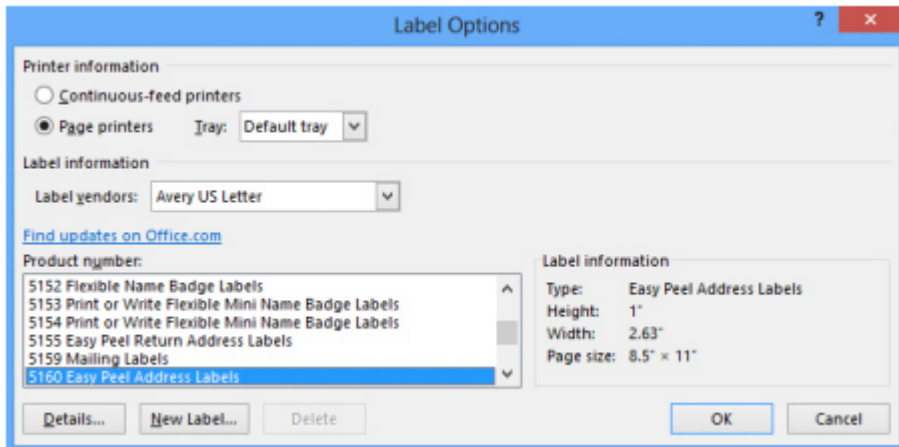 Label Options
?
Printer information
Continuous-feed printers
Page printers Tray: Default tray
Label information
Label vendors: Avery US Letter
Find updates on Office.com
Product number:
5152 Flexible Name Badge Labels
5153 Print or Write Flexible Mini Name Badge Labels
5154 Print or Write Flexible Mini Name Badge Labels
5155 Easy Peel Return Address Labels
5159 Mailing Labels
5160 Easy Peel Address Labels
Label information
Type: Easy Peel Address Labels
Height: 1"
Width: 2.63"
Page size: 8.5" × 11"
Details... New Label... Delete OK Cancel